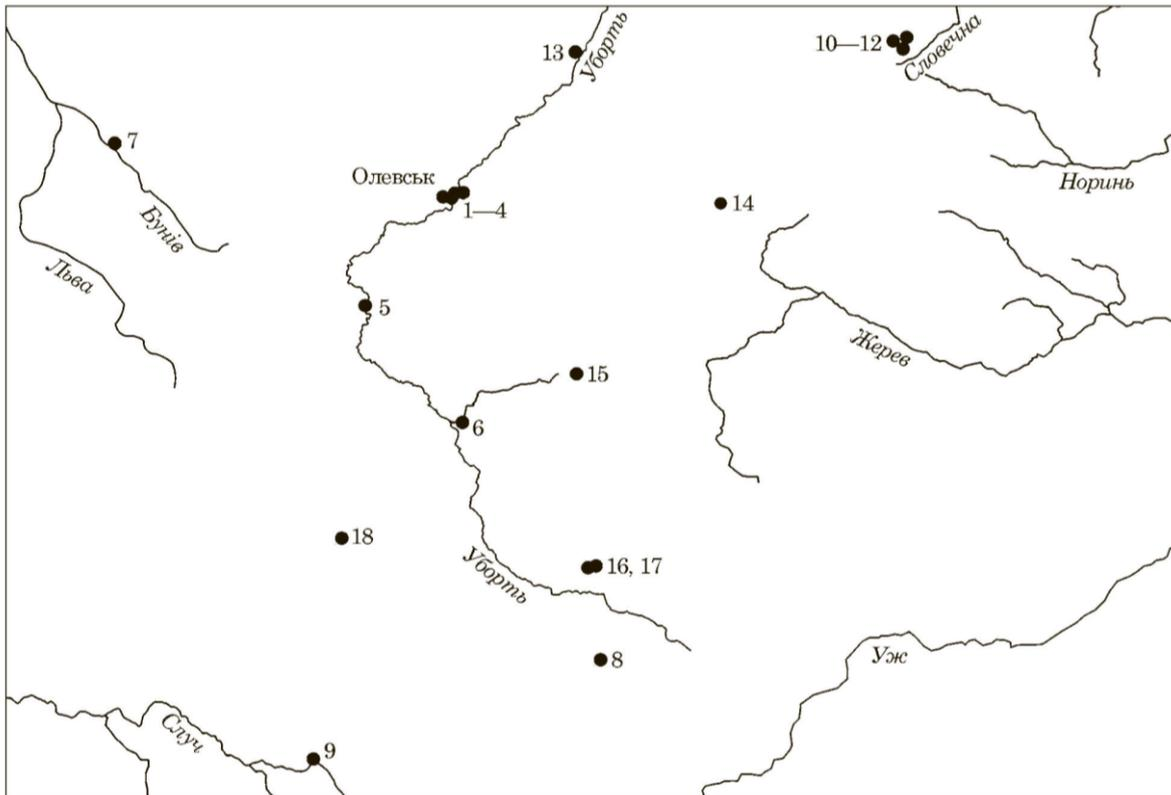 Уборть
13
10—12
Словечна
7
Олевськ
1—4
Норинь
14
Бунів
Льва
5
Жерев
15
6
18
Уборть
16, 17
8
Уж
Случ
9